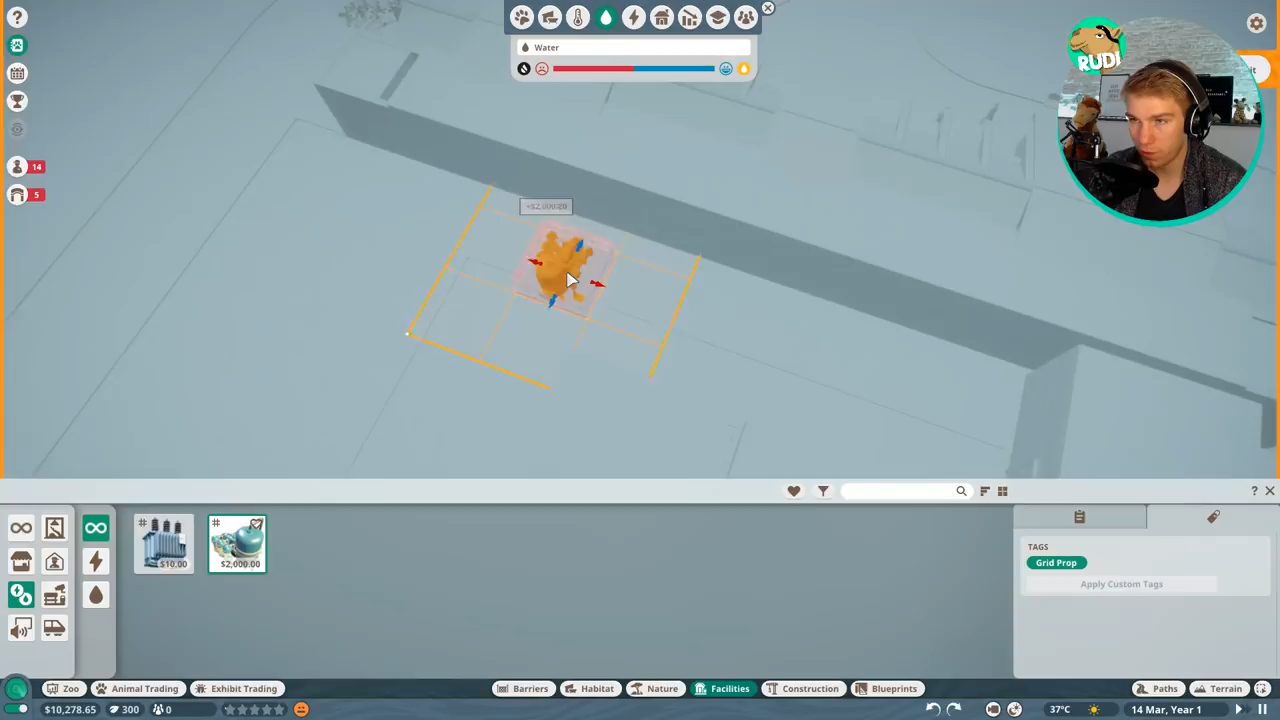 ?
Water
RUDI
14
5
#
$10.00
#
$2,000.00
?
TAGS
Grid Prop
Apply Custom Tags
Zoo
Animal Trading
Exhibit Trading
Barriers
Habitat
Nature
Facilities
Construction
Blueprints
Paths
Terrain
$10,278.65
300
0
37°C
14 Mar, Year 1